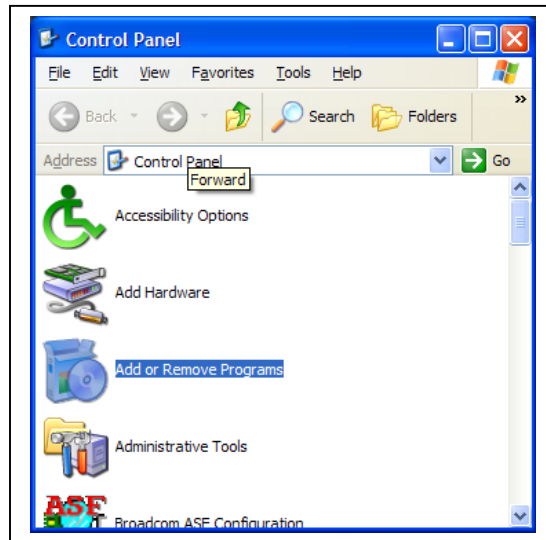 Control Panel
File Edit View Favorites Tools Help
Back Search Folders »
Address Control Panel Go
Forward
Accessibility Options
Add Hardware
Add or Remove Programs
Administrative Tools
ASF
Broadcom ASF Configuration